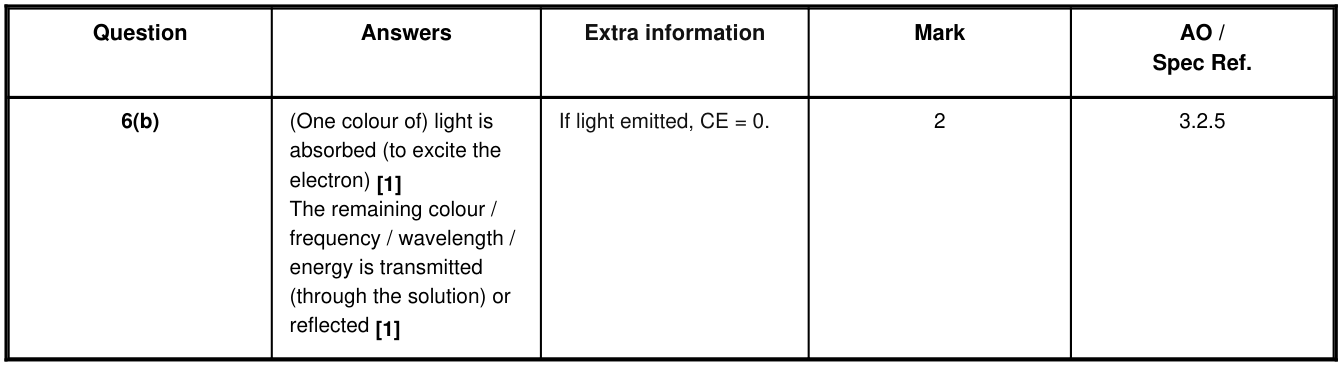 Question Answers Extra information Mark AO /
Spec Ref.
6(b) (One colour of) light is If light emitted, CE = 0. 2 3.2.5
absorbed (to excite the
electron) [1]
The remaining colour /
frequency / wavelength /
energy is transmitted
(through the solution) or
reflected [1]